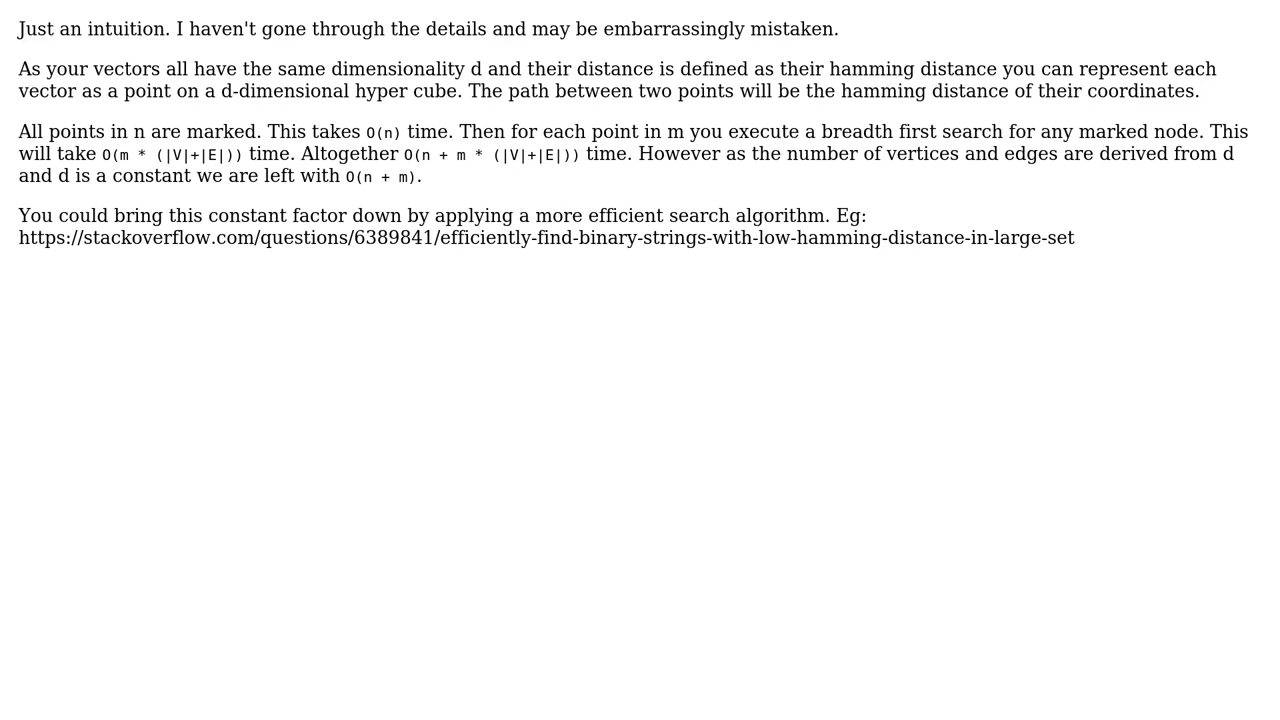 Just an intuition. I haven't gone through the details and may be embarrassingly mistaken.
As your vectors all have the same dimensionality d and their distance is defined as their hamming distance you can represent each
vector as a point on a d-dimensional hyper cube. The path between two points will be the hamming distance of their coordinates.
All points in n are marked. This takes O(n) time. Then for each point in m you execute a breadth first search for any marked node. This
will take O(m * (|V|+|E|)) time. Altogether O(n + m * (|V|+|E|)) time. However as the number of vertices and edges are derived from d
and d is a constant we are left with O(n + m).
You could bring this constant factor down by applying a more efficient search algorithm. Eg:
https://stackoverflow.com/questions/6389841/efficiently-find-binary-strings-with-low-hamming-distance-in-large-set